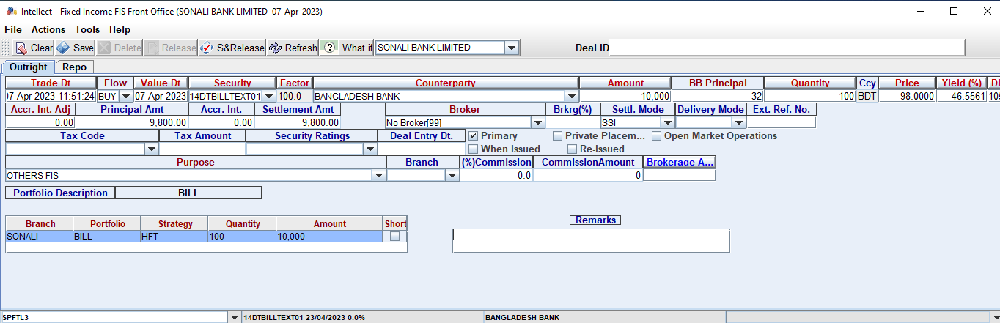 Intellect - Fixed Income FIS Front Office (SONALI BANK LIMITED 07-Apr-2023)
File Actions Tools Help
Clear Save Delete Release S&Release Refresh What if SONALI BANK LIMITED Deal ID
Outright Repo
Trade Dt Flow Value Dt Security Factor Counterparty Amount BB Principal Quantity Ccy Price Yield (%) Di
07-Apr-2023 11:51:24 BUY 07-Apr-2023 14DTBILLTEXT01 100.0 BANGLADESH BANK 10,000 32 100 BDT 98.0000 46.5561
Accr. Int. Adj Principal Amt Accr. Int. Settlement Amt Broker Brkrg(%) Settl. Mode Delivery Mode Ext. Ref. No.
0.00 9,800.00 0.00 9,800.00 No Broker[99] SSI
Tax Code Tax Amount Security Ratings Deal Entry Dt. Primary Private Placem... Open Market Operations
When Issued Re-Issued
Purpose Branch (%)Commission CommissionAmount Brokerage A...
OTHERS FIS 0.0 0
Portfolio Description BILL
Branch Portfolio Strategy Quantity Amount Short Remarks
SONALI BILL HFT 100 10,000
SPFTL3 14DTBILLTEXT01 23/04/2023 0.0% BANGLADESH BANK